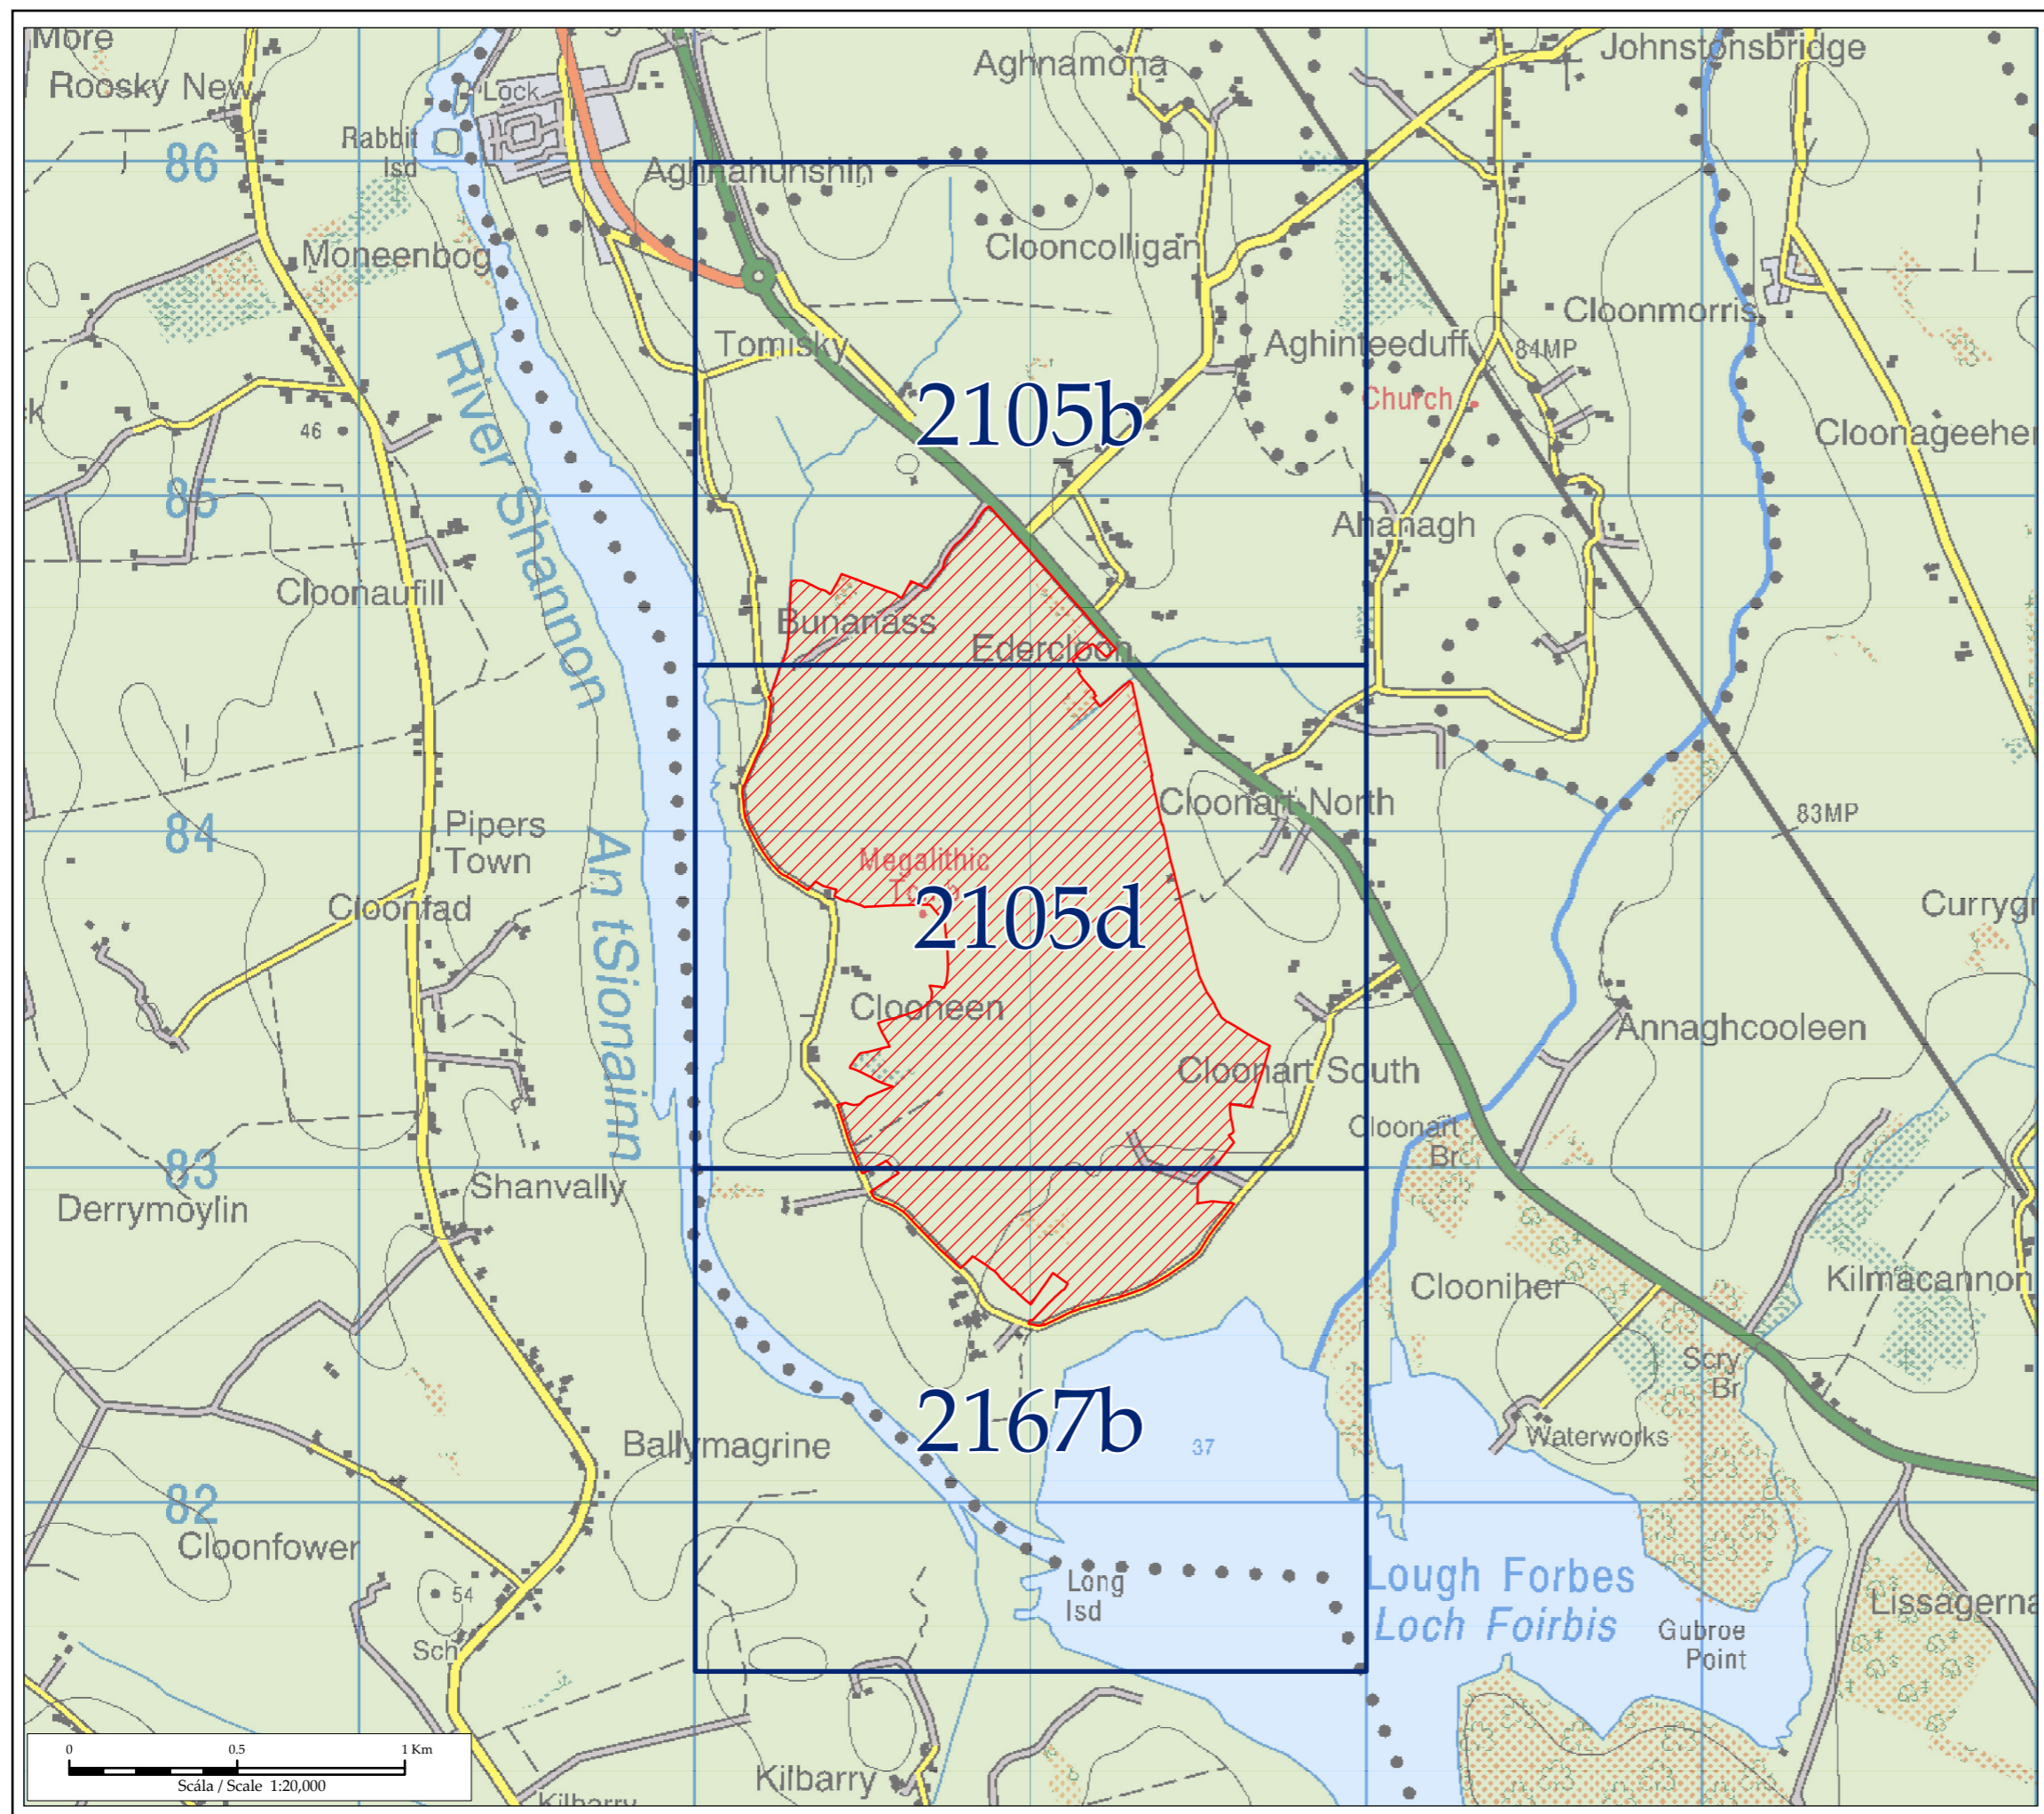 More
Roosky New
Lock
Rabbit
Isd
Aghnamona
Johnstonsbridge
86
Aghnahunshin
Moneenbog
Clooncolligan
Cloonmorris
Tomisky
Aghinteeduff
84MP
River Shannon
2105b
Church
46
Cloonageeher
85
Ahanagh
Cloonaufill
Bunanass
Edercloon
Cloonart North
83MP
84
Pipers
Town
An tSionainn
Megalithic
Cloonfad
2105d
Clooneen
Annaghcooleen
Cloonart South
Cloonart
Br
83
Shanvally
Derrymoylin
Clooniher
Kilmacannon
Scry
Br
2167b
37
Waterworks
Ballymagrine
82
Cloonfower
Long
Isd
Lough Forbes
Loch Foirbis
54
Sch
Gubroe
Point
Kilbarry
Kilbarry
0 0.5 1 Km
Scála / Scale 1:20,000